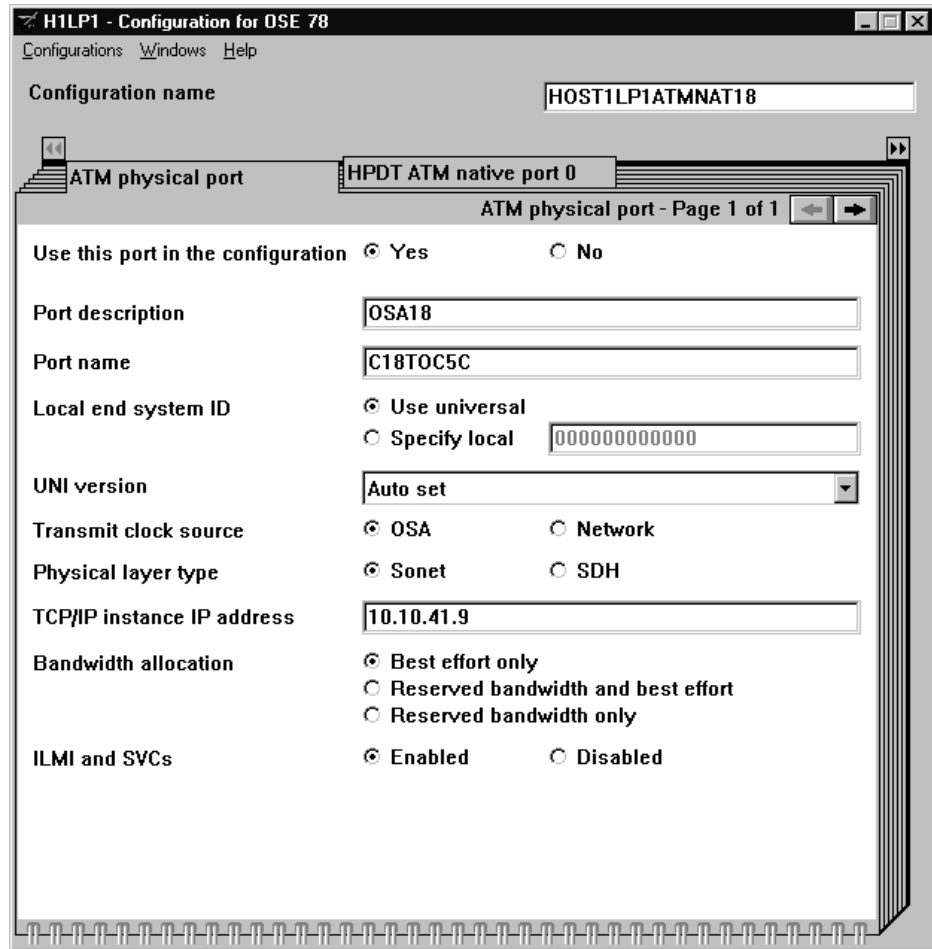 H1LP1 - Configuration for OSE 78
Configurations Windows Help
Configuration name HOST1LP1ATMNAT18
ATM physical port HPDT ATM native port 0
ATM physical port - Page 1 of 1
Use this port in the configuration Yes No
Port description OSA18
Port name C18TOC5C
Local end system ID Use universal
Specify local 000000000000
UNI version Auto set
Transmit clock source OSA Network
Physical layer type Sonet SDH
TCP/IP instance IP address 10.10.41.9
Bandwidth allocation Best effort only
Reserved bandwidth and best effort
Reserved bandwidth only
ILMI and SVCs Enabled Disabled